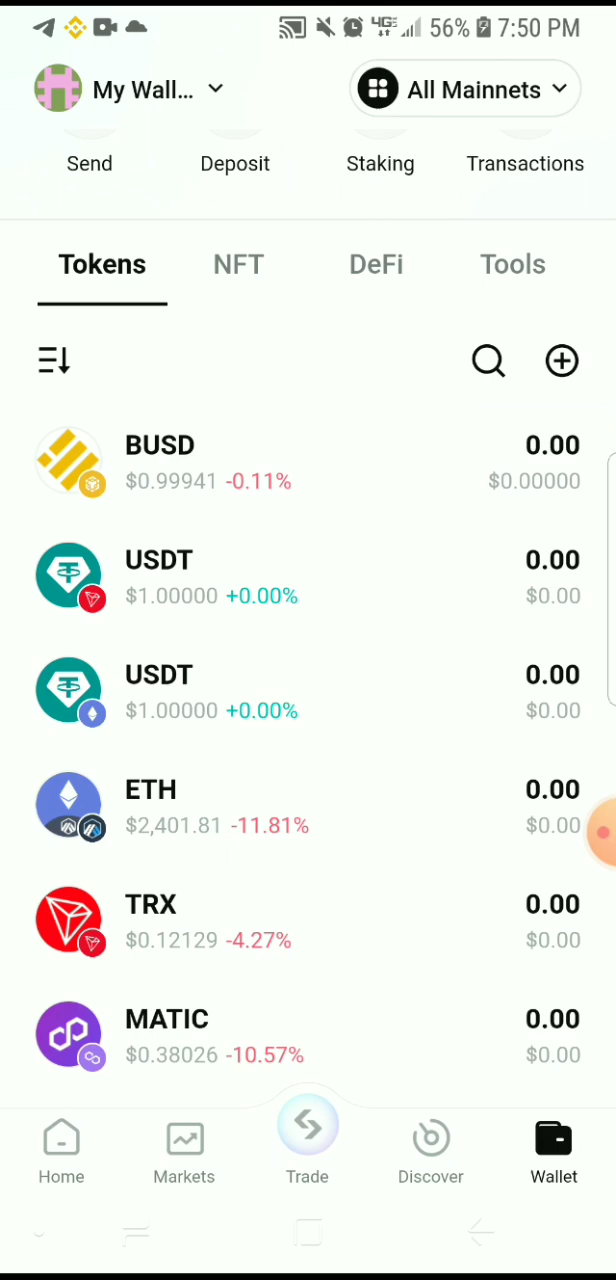 4GE 56% 7:50 PM
My Wall... All Mainnets
Send Deposit Staking Transactions
Tokens NFT DeFi Tools
BUSD 0.00
$0.99941 -0.11% $0.00000
USDT 0.00
$1.00000 +0.00% $0.00
USDT 0.00
$1.00000 +0.00% $0.00
ETH 0.00
$2,401.81 -11.81% $0.00
TRX 0.00
$0.12129 -4.27% $0.00
MATIC 0.00
$0.38026 -10.57% $0.00
Home Markets Trade Discover Wallet